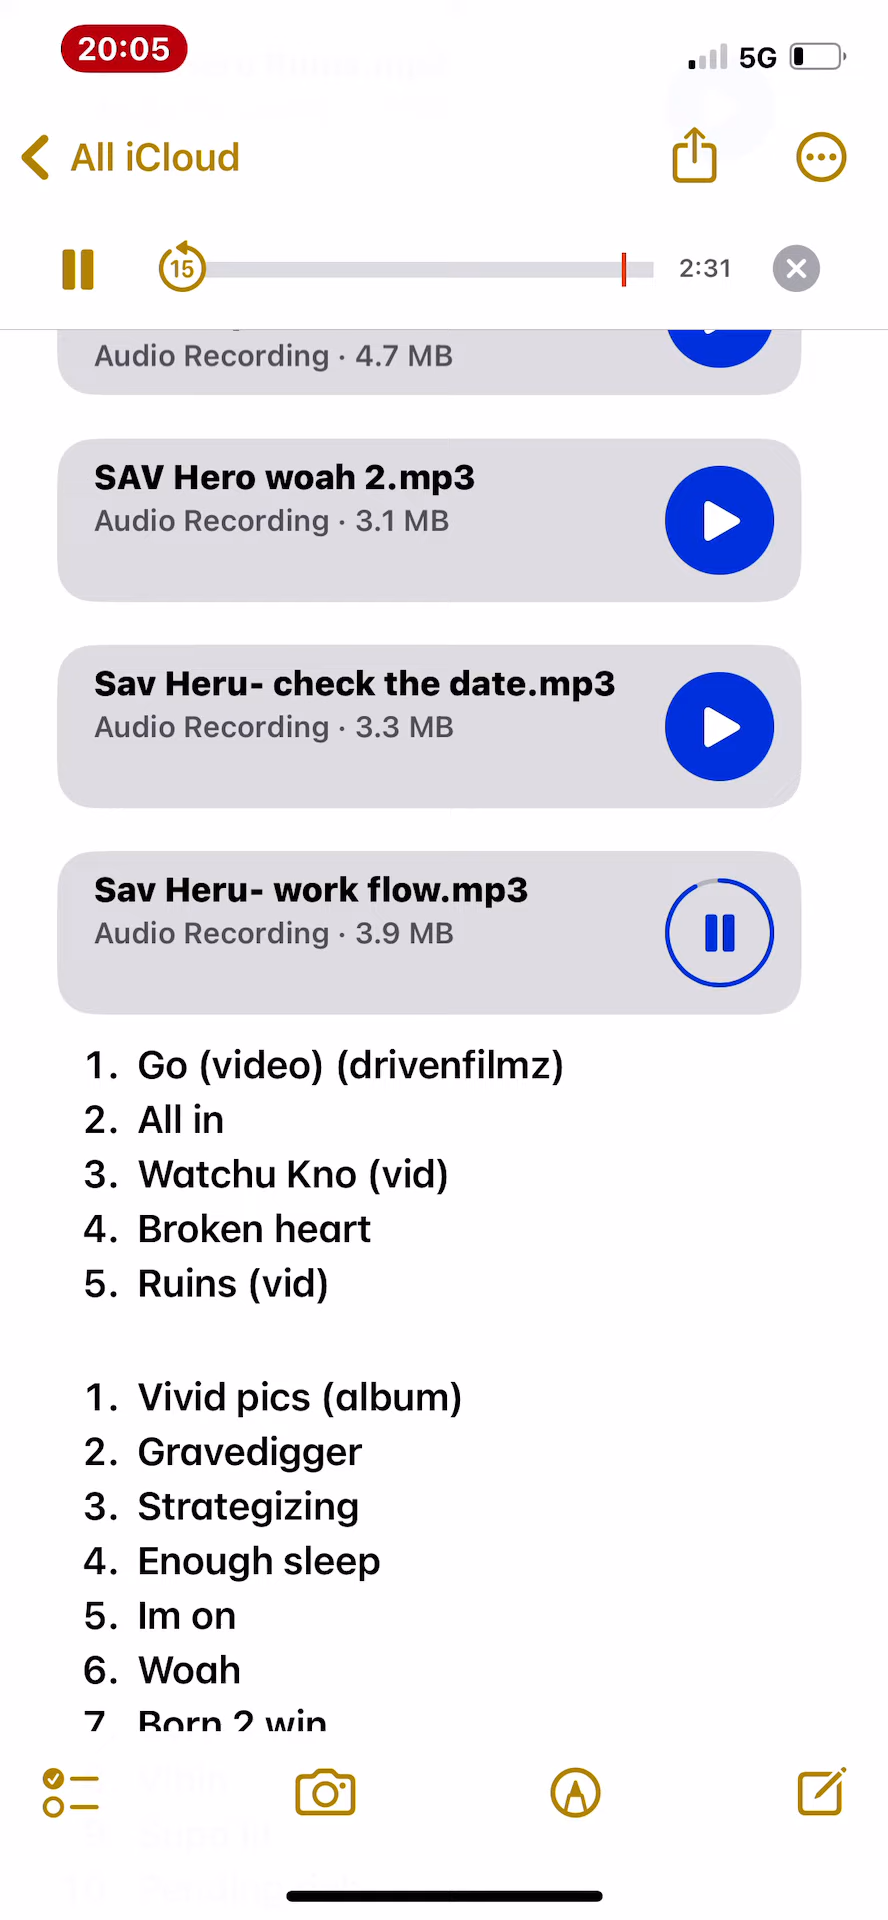 20:05
5G
All iCloud
15
2:31
Audio Recording · 4.7 MB
SAV Hero woah 2.mp3
Audio Recording · 3.1 MB
Sav Heru- check the date.mp3
Audio Recording · 3.3 MB
Sav Heru- work flow.mp3
Audio Recording · 3.9 MB
1. Go (video) (drivenfilmz)
2. All in
3. Watchu Kno (vid)
4. Broken heart
5. Ruins (vid)
1. Vivid pics (album)
2. Gravedigger
3. Strategizing
4. Enough sleep
5. Im on
6. Woah
7 Born 2 win